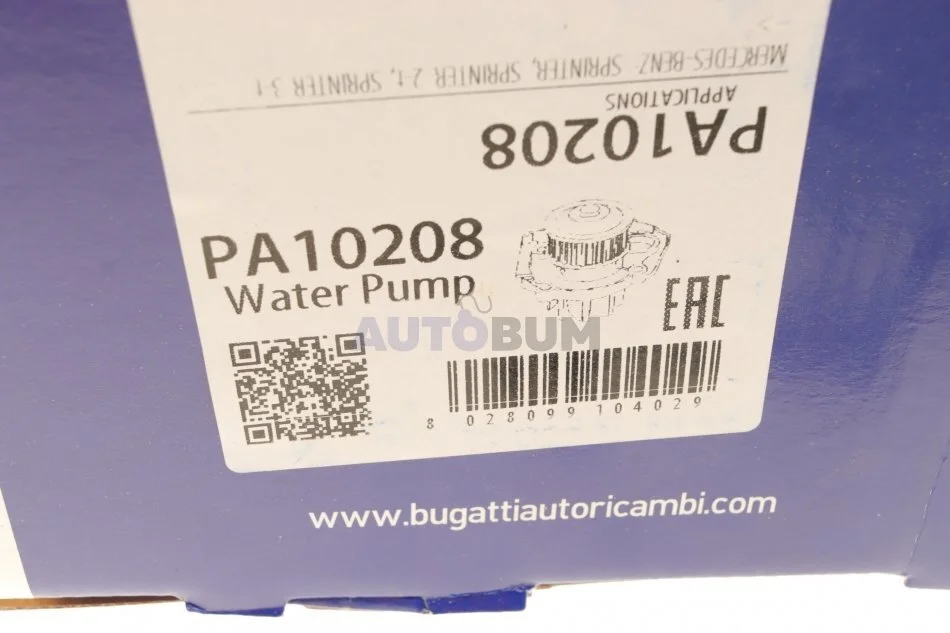 MERCEDES-BENZ: SPRINTER, SPRINTER 2-t, SPRINTER 3-t
APPLICATIONS
PA10208
PA10208
Water Pump
EAC
AUTOBUM
8 028099 104029
www.bugattiautoricambi.com